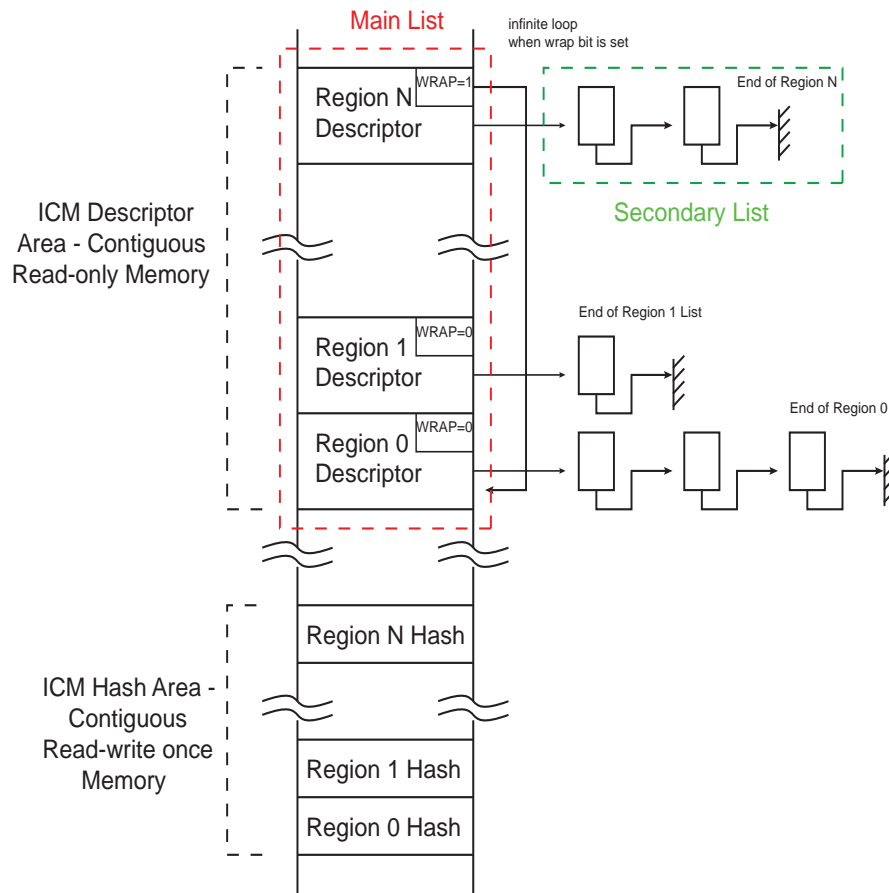 Main List
infinite loop
when wrap bit is set
WRAP=1
Region N
Descriptor
End of Region N
Secondary List
ICM Descriptor
Area - Contiguous
Read-only Memory
WRAP=0
Region 1
Descriptor
End of Region 1 List
WRAP=0
Region 0
Descriptor
End of Region 0
Region N Hash
ICM Hash Area -
Contiguous
Read-write once
Memory
Region 1 Hash
Region 0 Hash